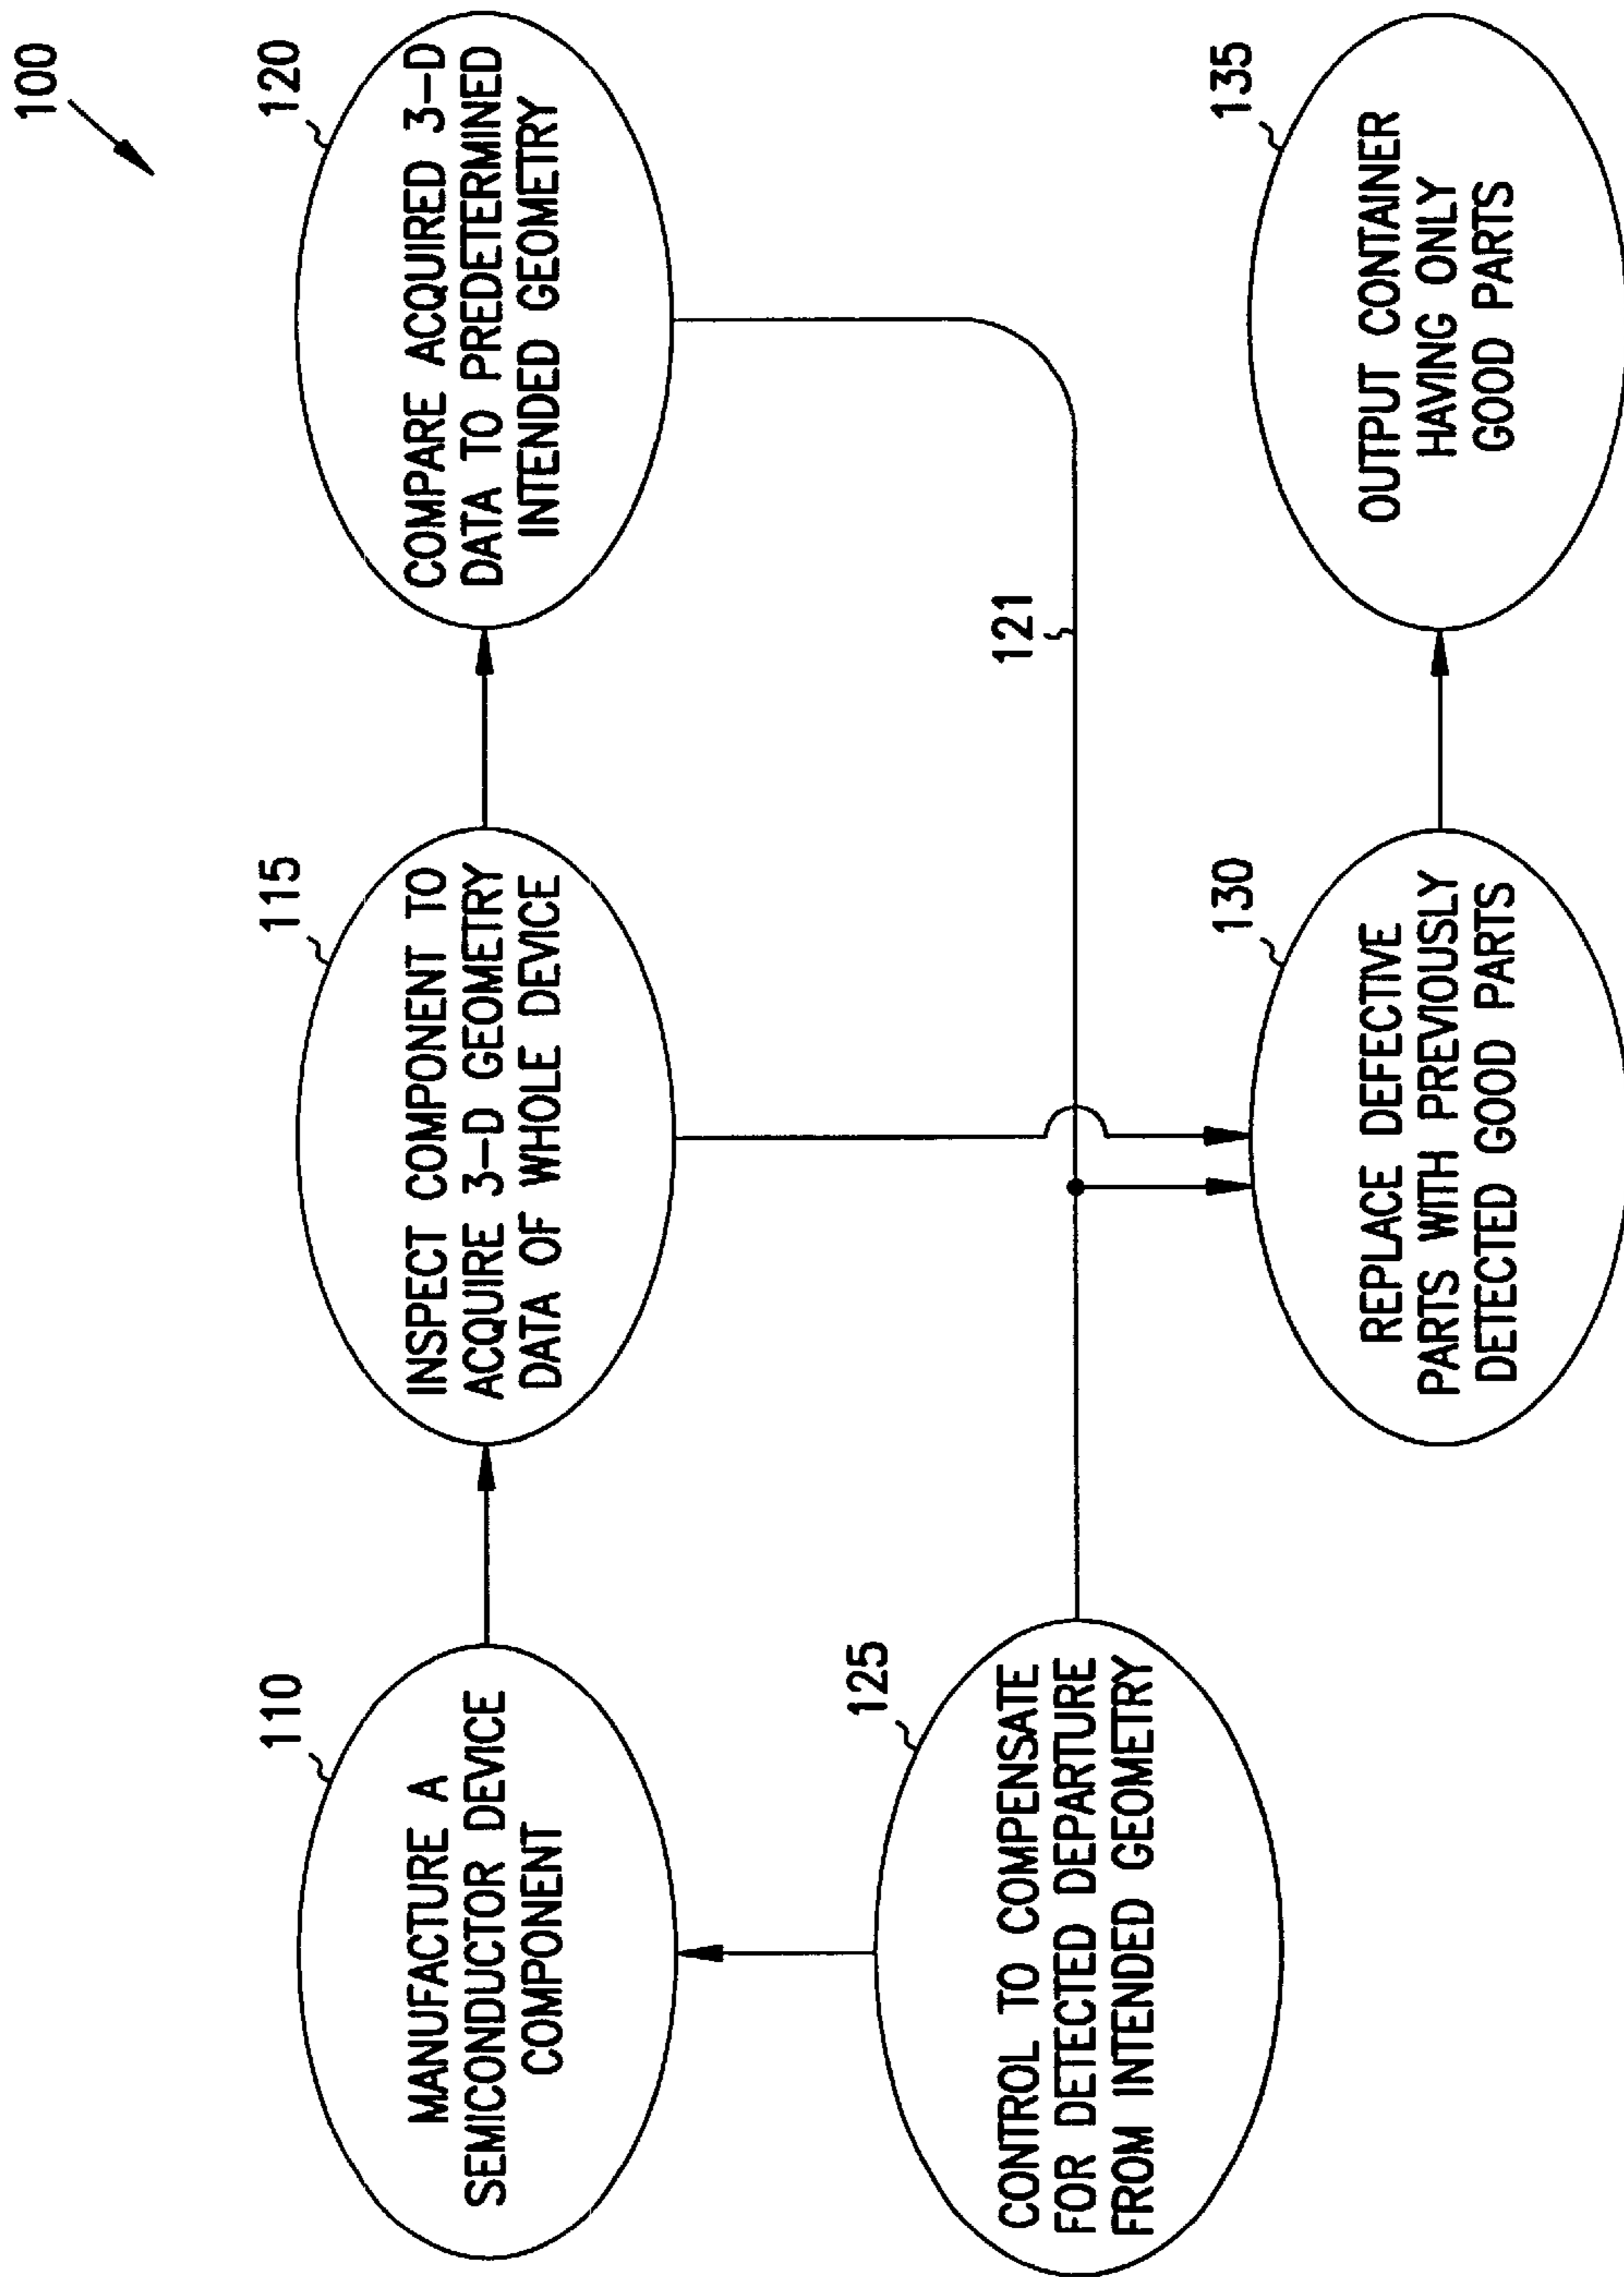 100
110
MANUFACTURE A
SEMICONDUCTOR DEVICE
COMPONENT
115
INSPECT COMPONENT TO
ACQUIRE 3-D GEOMETRY
DATA OF WHOLE DEVICE
120
COMPARE ACQUIRED 3-D
DATA TO PREDETERMINED
INTENDED GEOMETRY
121
125
CONTROL TO COMPENSATE
FOR DETECTED DEPARTURE
FROM INTENDED GEOMETRY
130
REPLACE DEFECTIVE
PARTS WITH PREVIOUSLY
DETECTED GOOD PARTS
135
OUTPUT CONTAINER
HAVING ONLY
GOOD PARTS